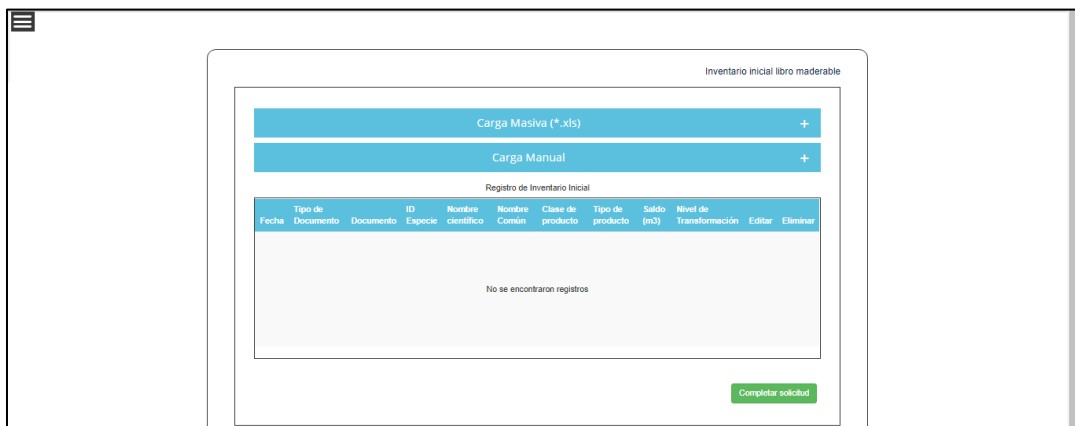 Inventario inicial libro maderable
Carga Masiva (*.xls) +
Carga Manual +
Registro de Inventario Inicial
Fecha Tipo de Documento Documento ID Especie Nombre científico Nombre Común Clase de producto Tipo de producto Saldo (m3) Nivel de Transformación Editar Eliminar
No se encontraron registros
Completar solicitud